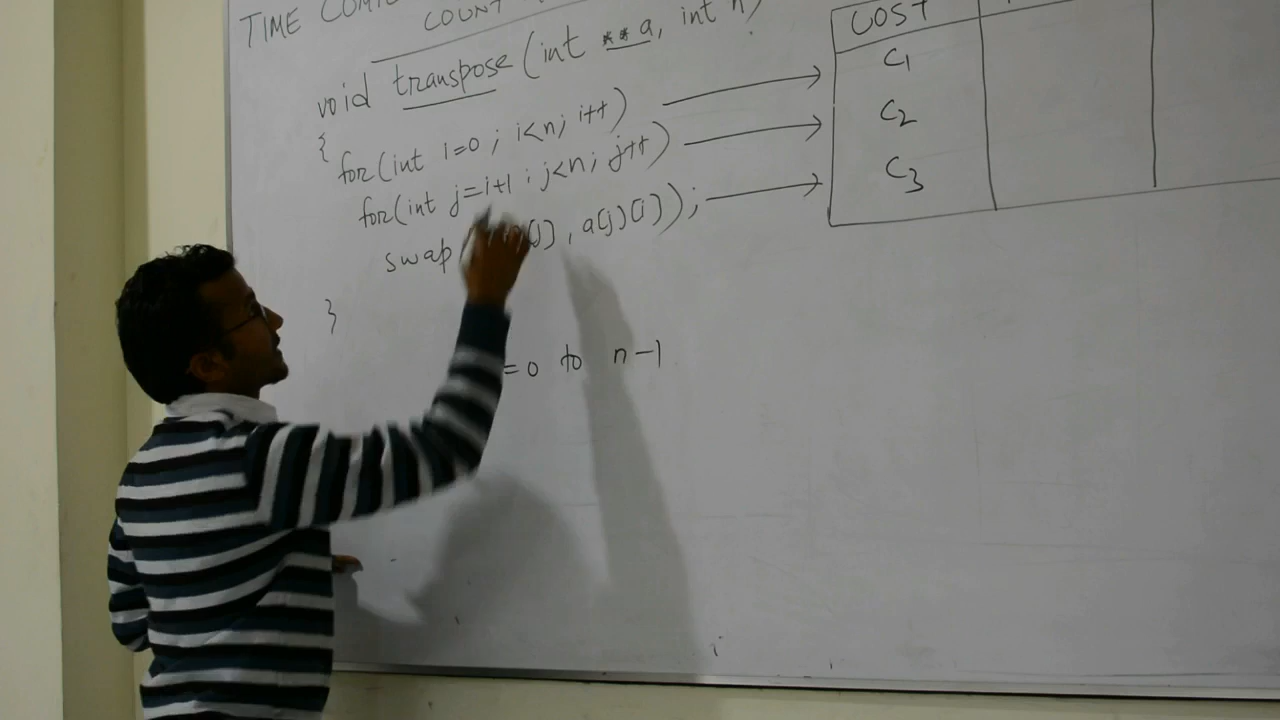 TIME
COUNT
void transpose (int **a, int n)
{
for(int i=0; i<n; i++)
for(int j=i+1; j<n; j++)
swap( j], a[j][i]);
}
=0 to n-1
COST
C1
C2
C3